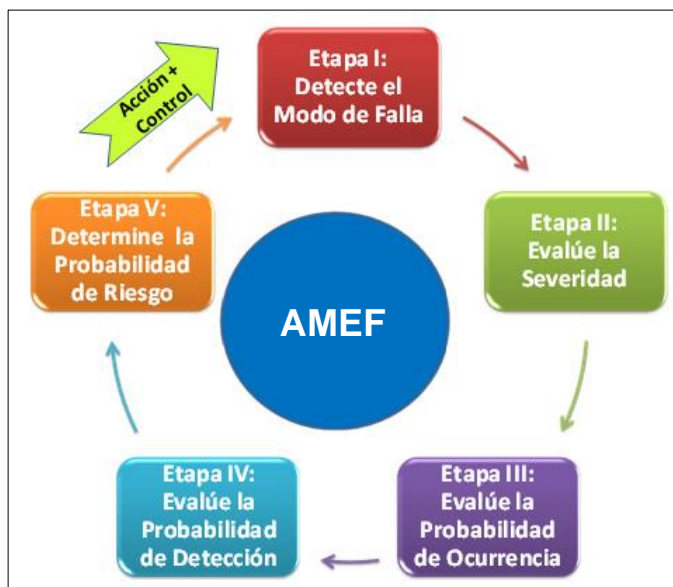 Acción +
Control
Etapa I:
Detecte el
Modo de Falla
Etapa II:
Evalúe la
Severidad
Etapa III:
Evalúe la
Probabilidad
de Ocurrencia
Etapa IV:
Evalúe la
Probabilidad
de Detección
Etapa V:
Determine la
Probabilidad
de Riesgo
AMEF